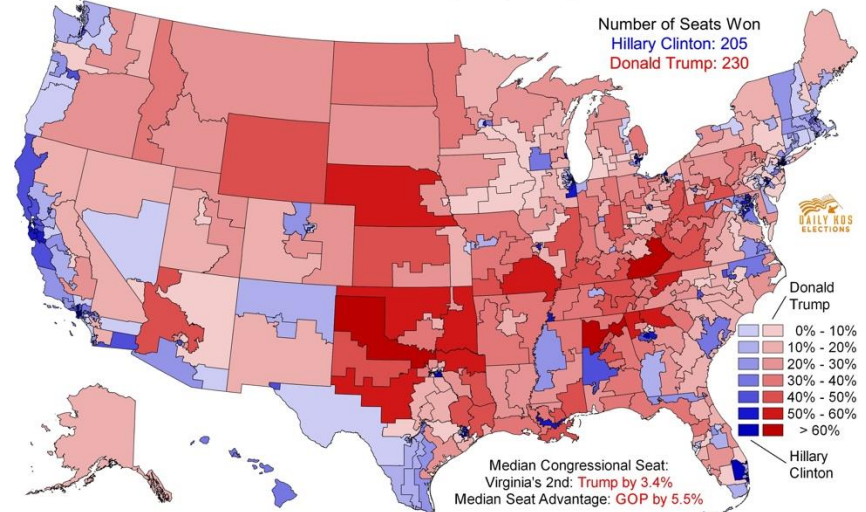 Number of Seats Won
Hillary Clinton: 205
Donald Trump: 230
DAILY KOS
ELECTIONS
Donald
Trump
0% - 10%
10% - 20%
20% - 30%
30% - 40%
40% - 50%
50% - 60%
> 60%
Hillary
Clinton
Median Congressional Seat:
Virginia's 2nd: Trump by 3.4%
Median Seat Advantage: GOP by 5.5%